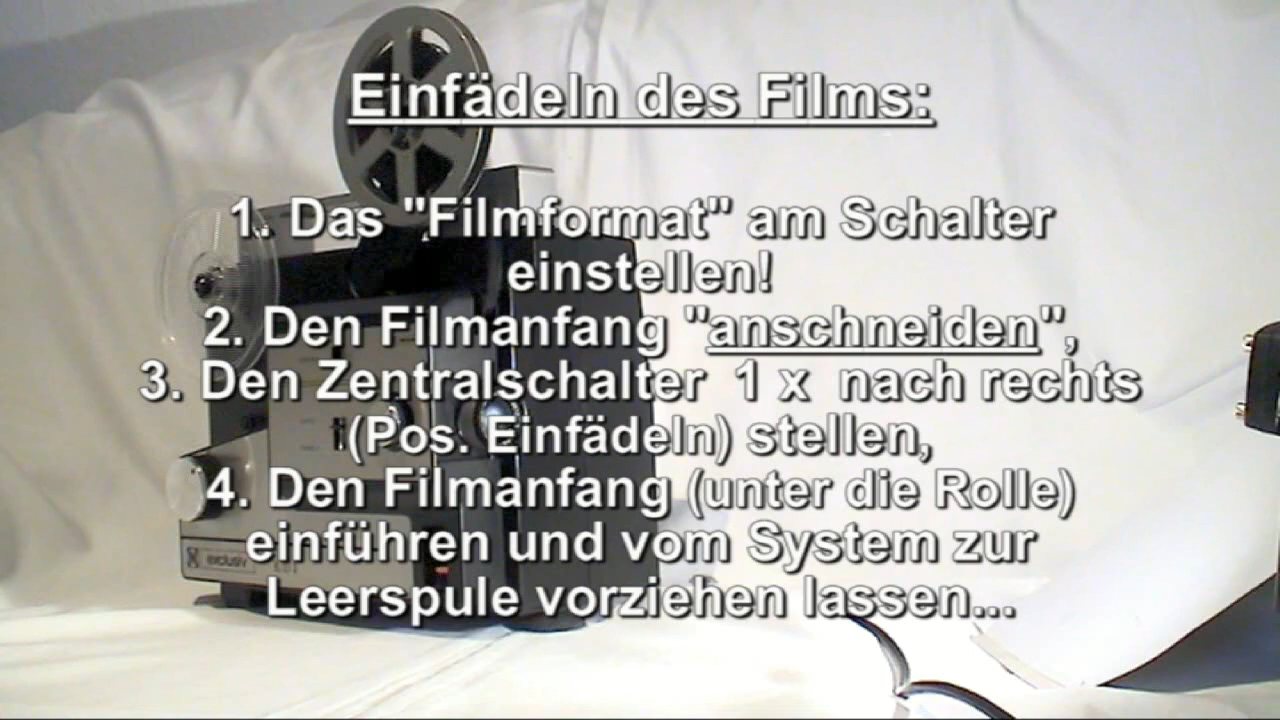 Einfädeln des Films:
1. Das "Filmformat" am Schalter
einstellen!
2. Den Filmanfang "anschneiden",
3. Den Zentralschalter 1 x nach rechts
(Pos. Einfädeln) stellen,
4. Den Filmanfang (unter die Rolle)
einführen und vom System zur
Leerspule vorziehen lassen...
exclusiv